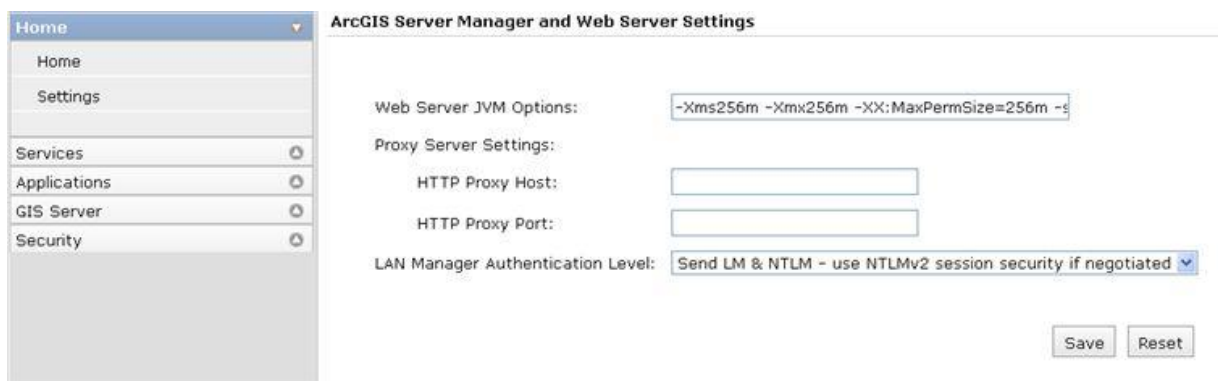 Home
Home
Settings
Services
Applications
GIS Server
Security
ArcGIS Server Manager and Web Server Settings
Web Server JVM Options: -Xms256m -Xmx256m -XX:MaxPermSize=256m
Proxy Server Settings:
HTTP Proxy Host:
HTTP Proxy Port:
LAN Manager Authentication Level: Send LM & NTLM - use NTLMv2 session security if negotiated
Save Reset